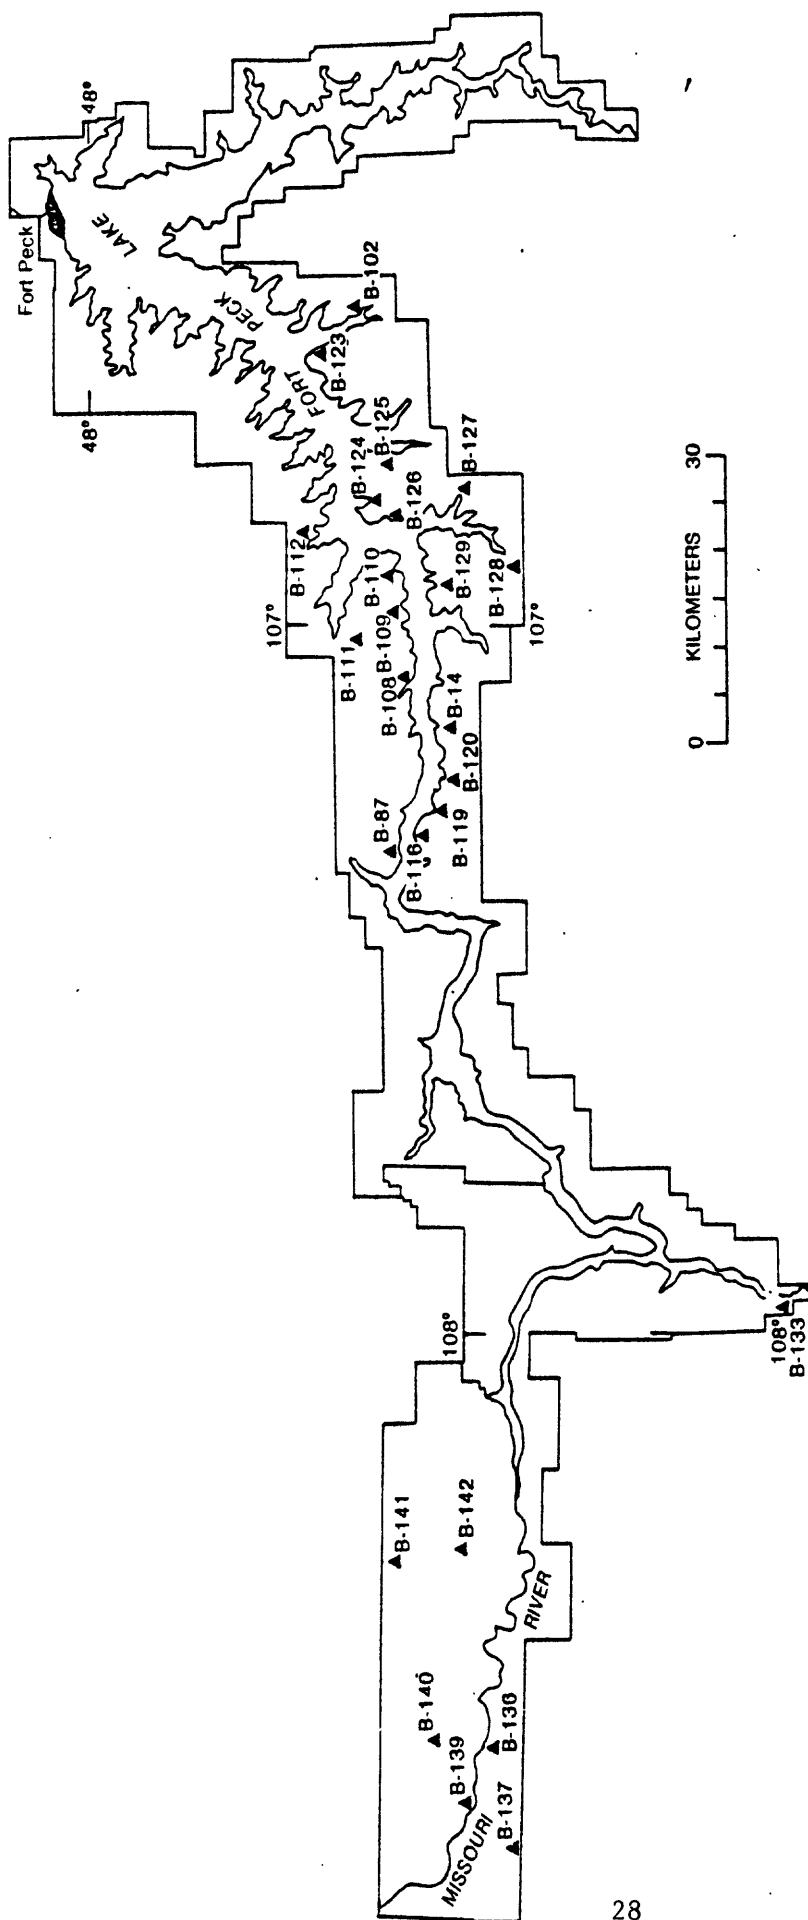 Fort Peck
48°
48°
LAKE
PECK
FORT
B-102
B-123
B-125
B-124
B-127
B-126
B-112
B-110
B-129
B-128
107°
107°
B-111
B-109
B-108
B-14
B-120
B-87
B-119
B-116
KILOMETERS
0
30
108°
108°
B-133
B-141
B-142
RIVER
B-140
B-139
B-136
B-137
MISSOURI
28